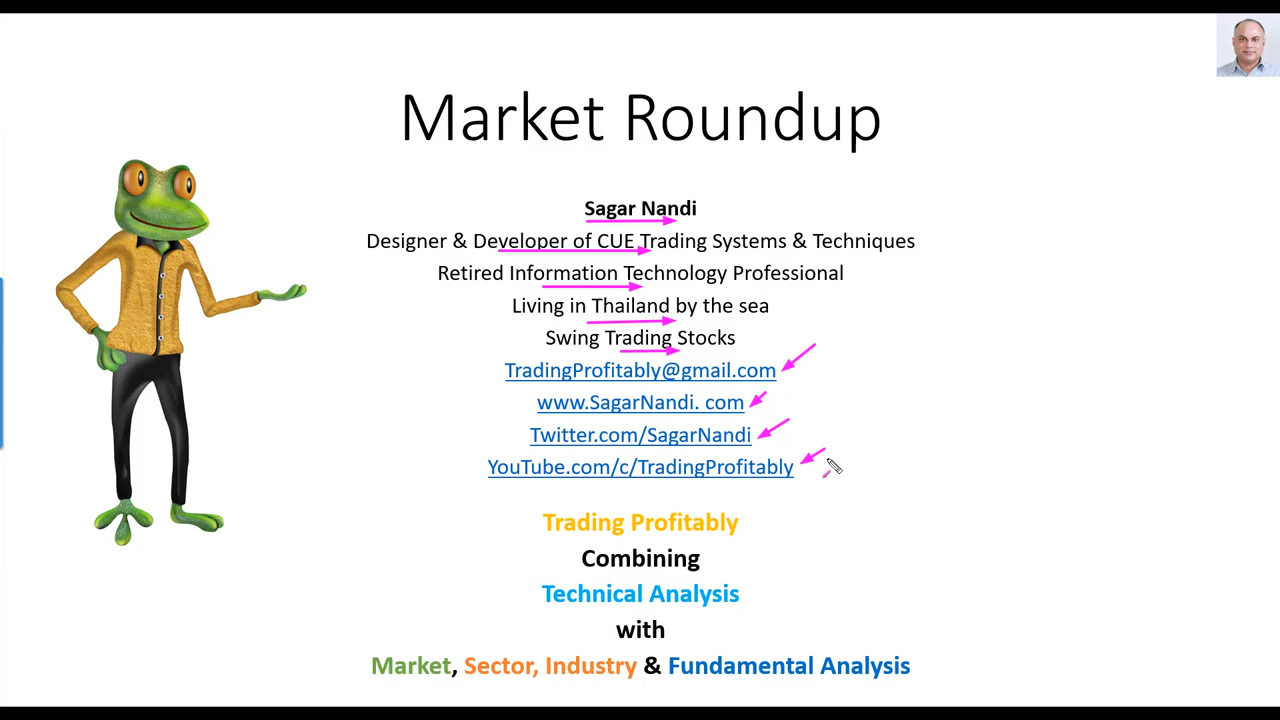 Market Roundup
Sagar Nandi
Designer & Developer of CUE Trading Systems & Techniques
Retired Information Technology Professional
Living in Thailand by the sea
Swing Trading Stocks
TradingProfitably@gmail.com
www.SagarNandi. com
Twitter.com/SagarNandi
YouTube.com/c/TradingProfitably
Trading Profitably
Combining
Technical Analysis
with
Market, Sector, Industry & Fundamental Analysis